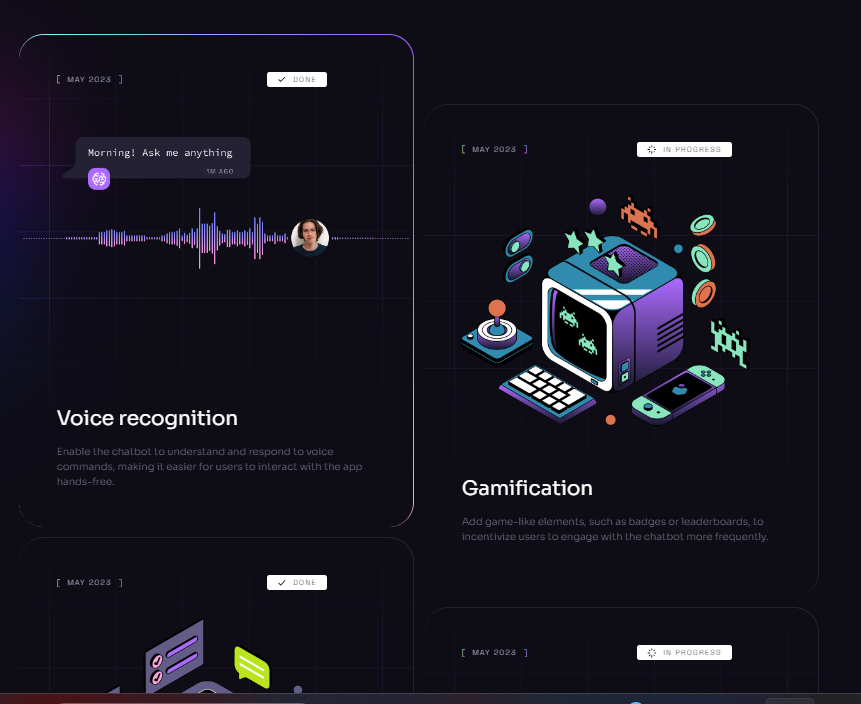 [ MAY 2023 ]
DONE
Morning! Ask me anything
1M AGO
Voice recognition
Enable the chatbot to understand and respond to voice
commands, making it easier for users to interact with the app
hands-free.
[ MAY 2023 ]
IN PROGRESS
Gamification
Add game-like elements, such as badges or leaderboards, to
incentivize users to engage with the chatbot more frequently.
[ MAY 2023 ]
DONE
[ MAY 2023 ]
IN PROGRESS